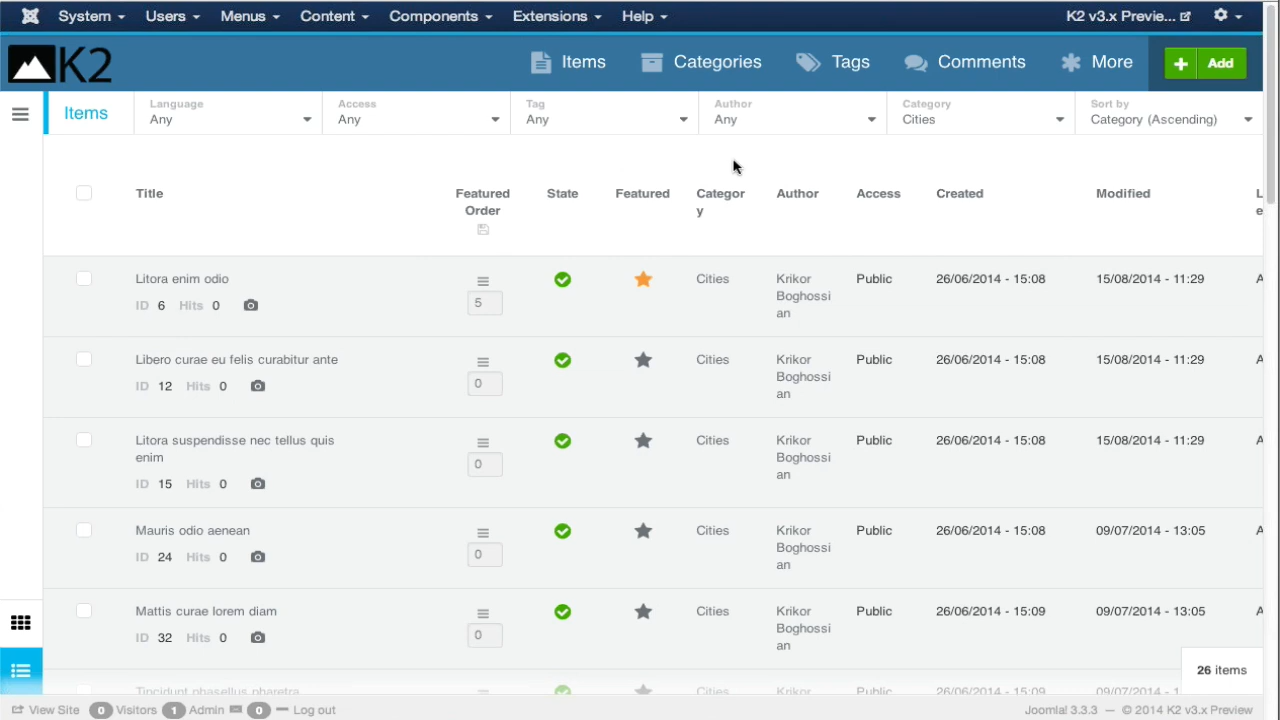 System Users Menus Content Components Extensions Help K2 v3.x Previe...
K2 Items Categories Tags Comments More Add
Items
Language Access Tag Author Category Sort by
Any Any Any Any Cities Category (Ascending)
Title Featured Order State Featured Category Author Access Created Modified
Litora enim odio 5 Cities Krikor Boghossian Public 26/06/2014 - 15:08 15/08/2014 - 11:29 A
ID 6 Hits 0
Libero curae eu felis curabitur ante 0 Cities Krikor Boghossian Public 26/06/2014 - 15:08 15/08/2014 - 11:29 A
ID 12 Hits 0
Litora suspendisse nec tellus quis enim 0 Cities Krikor Boghossian Public 26/06/2014 - 15:08 15/08/2014 - 11:29 A
ID 15 Hits 0
Mauris odio aenean 0 Cities Krikor Boghossian Public 26/06/2014 - 15:08 09/07/2014 - 13:05 A
ID 24 Hits 0
Mattis curae lorem diam 0 Cities Krikor Boghossian Public 26/06/2014 - 15:09 09/07/2014 - 13:05 A
ID 32 Hits 0
26 items
Tincidunt phasellus pharetra Cities Krikor Public 26/06/2014 - 15:09
View Site 0 Visitors 1 Admin 0 Log out Joomla! 3.3.3 — © 2014 K2 v3.x Preview